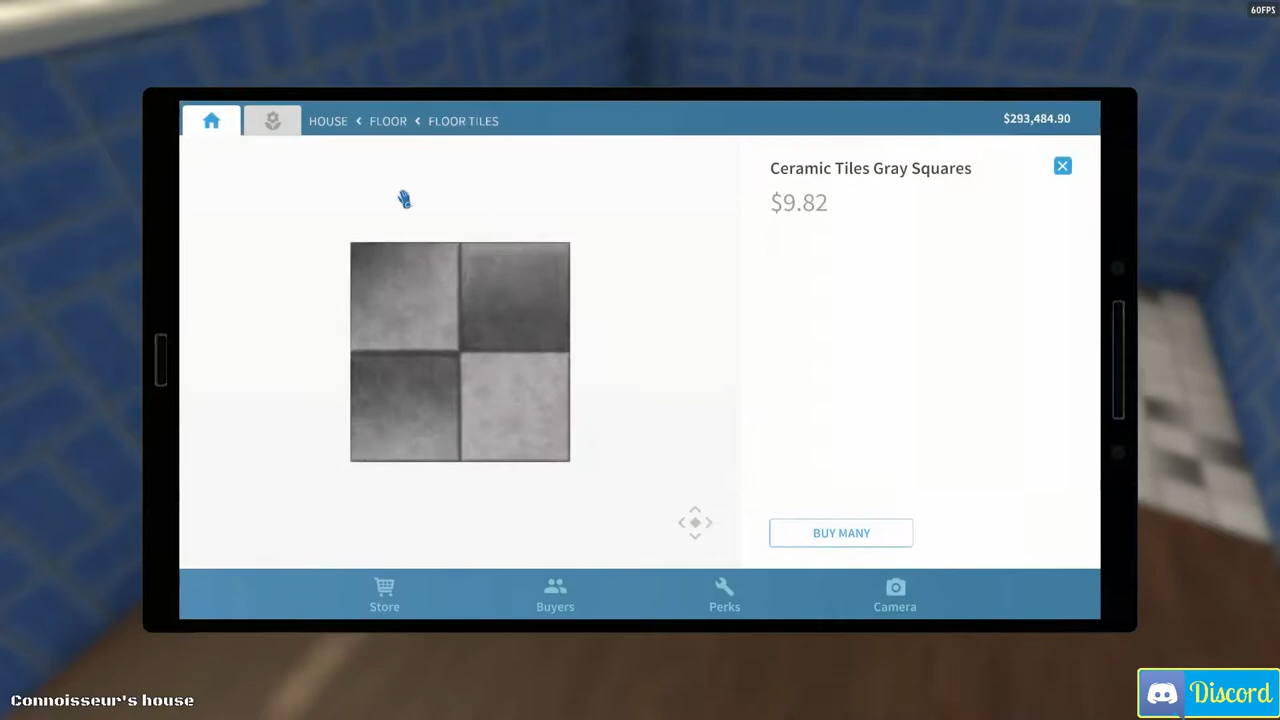 60FPS
HOUSE < FLOOR < FLOOR TILES
$293,484.90
Ceramic Tiles Gray Squares
$9.82
BUY MANY
Store
Buyers
Perks
Camera
Connoisseur's house
Discord